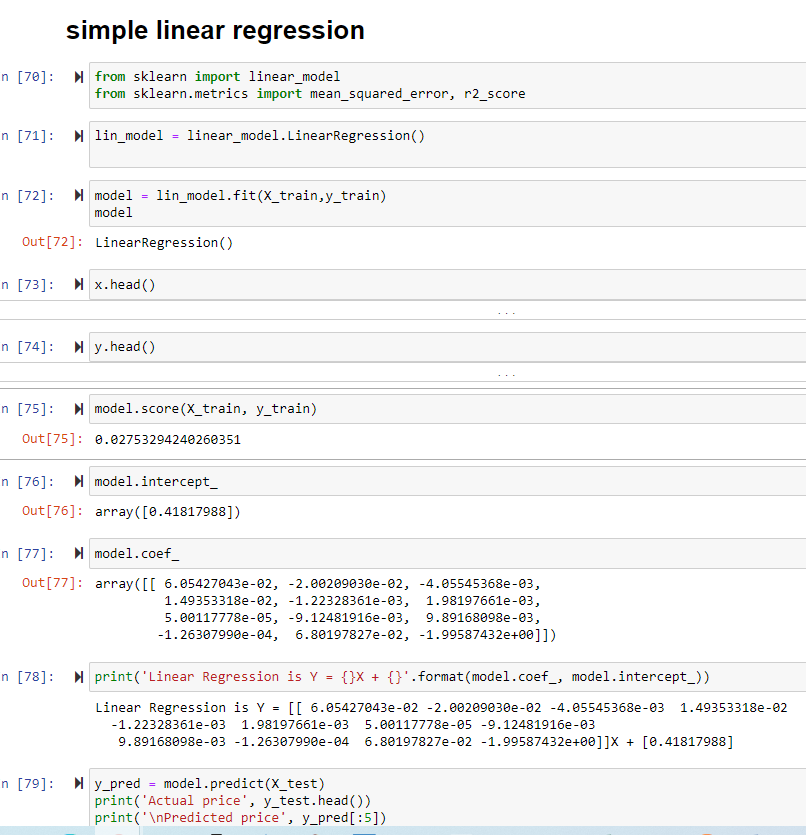 simple linear regression
n [70]:
from sklearn import linear_model
from sklearn.metrics import mean_squared_error, r2_score
n [71]:
lin_model = linear_model.LinearRegression()
n [72]:
model = lin_model.fit(X_train,y_train)
model
Out[72]: LinearRegression()
n [73]:
x.head()
...
n [74]:
y.head()
...
n [75]:
model.score(X_train, y_train)
Out[75]: 0.02753294240260351
n [76]:
model.intercept_
Out[76]: array([0.41817988])
n [77]:
model.coef_
Out[77]: array([[ 6.05427043e-02, -2.00209030e-02, -4.05545368e-03,
1.49353318e-02, -1.22328361e-03, 1.98197661e-03,
5.00117778e-05, -9.12481916e-03, 9.89168098e-03,
-1.26307990e-04, 6.80197827e-02, -1.99587432e+00]])
n [78]:
print('Linear Regression is Y = {}X + {}'.format(model.coef_, model.intercept_))
Linear Regression is Y = [[ 6.05427043e-02 -2.00209030e-02 -4.05545368e-03 1.49353318e-02
-1.22328361e-03 1.98197661e-03 5.00117778e-05 -9.12481916e-03
9.89168098e-03 -1.26307990e-04 6.80197827e-02 -1.99587432e+00]]X + [0.41817988]
n [79]:
y_pred = model.predict(X_test)
print('Actual price', y_test.head())
print('\nPredicted price', y_pred[:5])